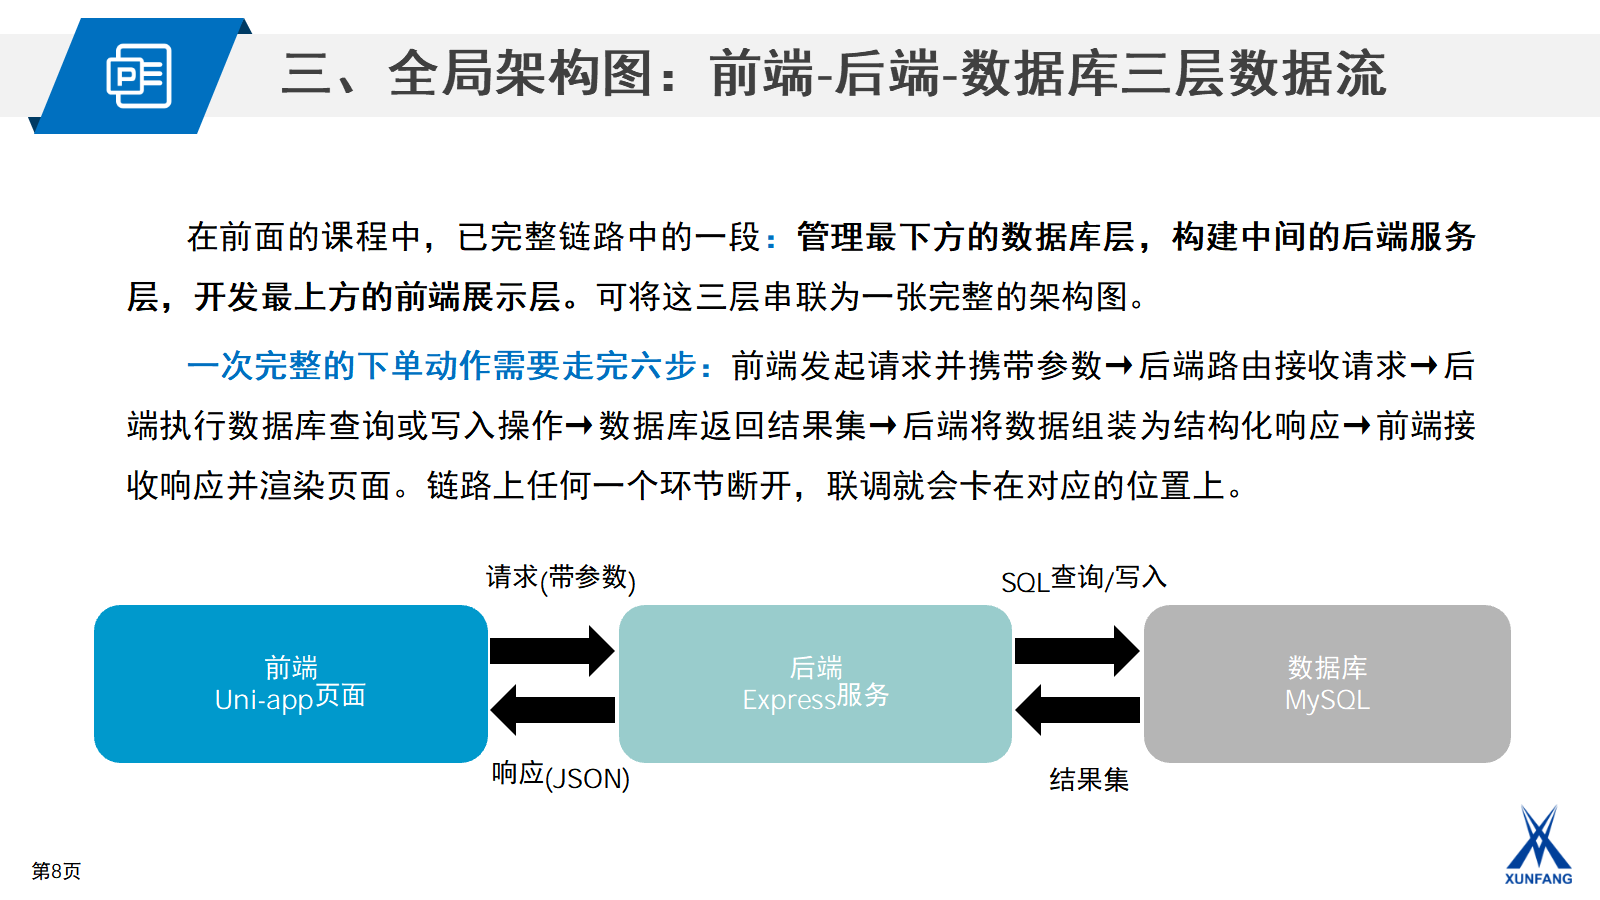 三、全局架构图：前端-后端-数据库三层数据流
在前面的课程中，已完整链路中的一段：管理最下方的数据库层，构建中间的后端服务
层，开发最上方的前端展示层。可将这三层串联为一张完整的架构图。
一次完整的下单动作需要走完六步：前端发起请求并携带参数→后端路由接收请求→后
端执行数据库查询或写入操作→数据库返回结果集→后端将数据组装为结构化响应→前端接
收响应并渲染页面。链路上任何一个环节断开，联调就会卡在对应的位置上。
请求(带参数)
SQL查询/写入
前端
Uni-app页面
后端
Express服务
数据库
MySQL
响应(JSON)
结果集
第8页
XUNFANG